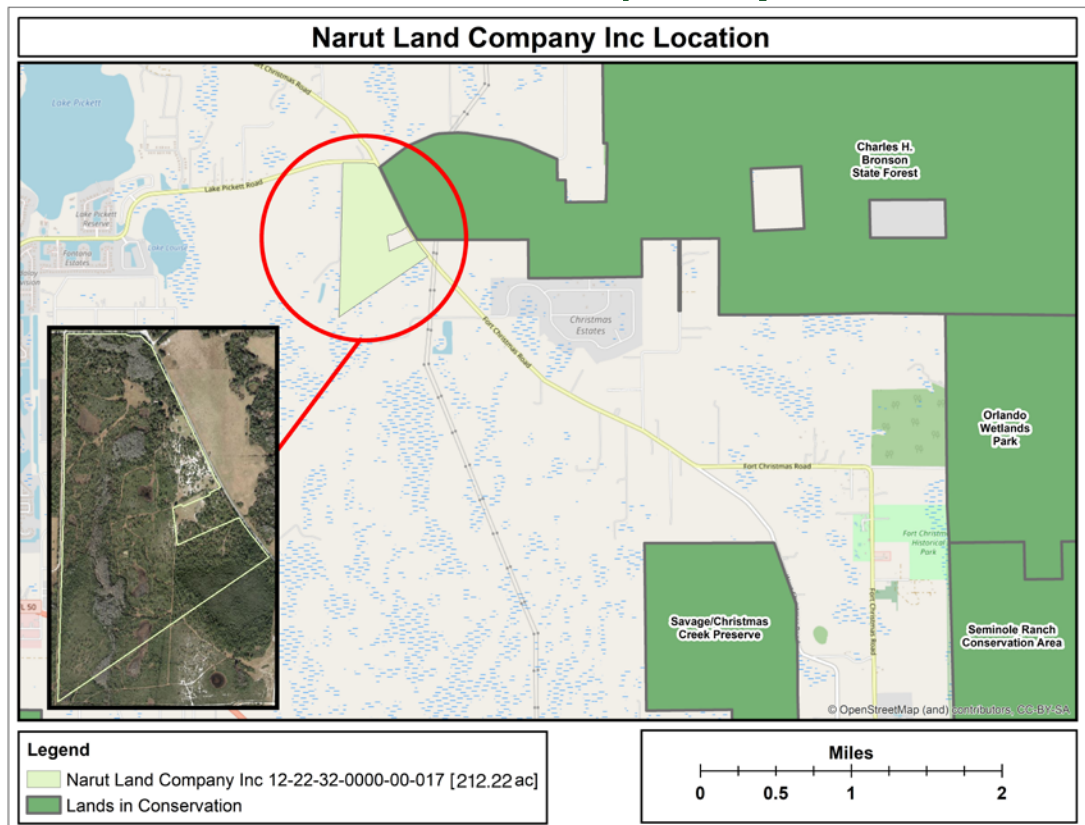 Narut Land Company Inc Location
Fort Christmas Road
Lake Pickett
Charles H.
Bronson
State Forest
Lake Pickett Road
Lake Pickett
Reserve
Lake Louise
Fontana
Estates
Christmas
Estates
Fort Christmas Road
Orlando
Wetlands
Park
Fort Christmas Road
Fort Christmas
Historical
Park
Savage/Christmas
Creek Preserve
Fort Christmas Road
Seminole Ranch
Conservation Area
L 50
© OpenStreetMap (and) contributors, CC-BY-SA
Legend
Narut Land Company Inc 12-22-32-0000-00-017 [212.22 ac]
Lands in Conservation
Miles
0 0.5 1 2